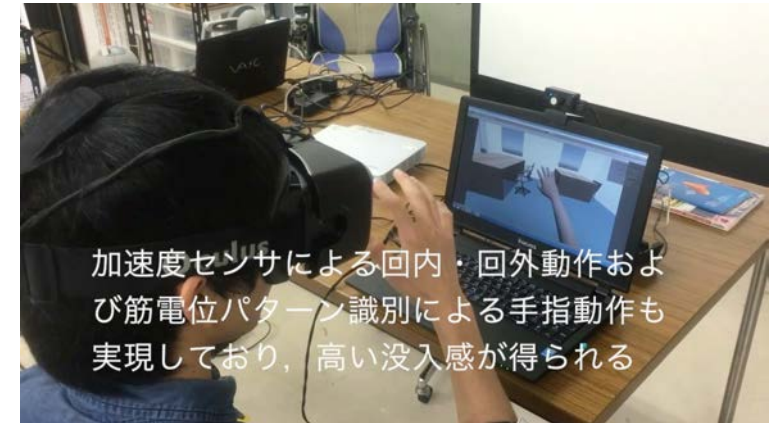 VAIO
Oculus
加速度センサによる回内・回外動作およ
び筋電位パターン識別による手指動作も
実現しており，高い没入感が得られる